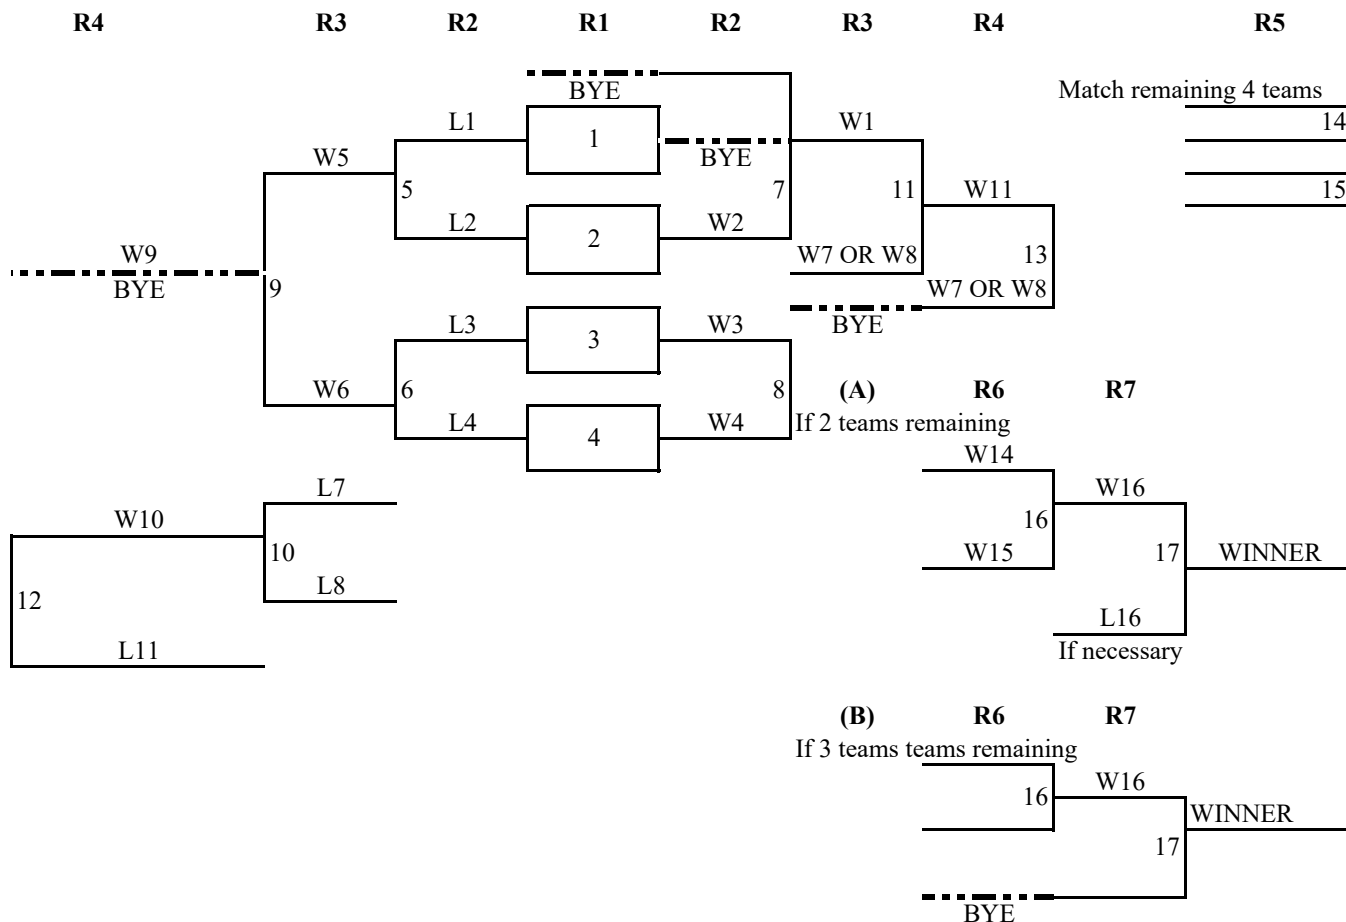 R4 R3 R2 R1 R2 R3 R4 R5
BYE
Match remaining 4 teams
L1 1 BYE W1 14
W5 5 7 11 W11 15
L2 2 W2
W9 W7 OR W8 13
BYE 9 W7 OR W8
BYE
L3 3 W3
W6 6 8 (A) R6 R7
L4 4 W4 If 2 teams remaining
W14
L7 W16
W10 16
10 W15 17 WINNER
L8
12
L11 L16
If necessary
(B) R6 R7
If 3 teams teams remaining
W16
16 WINNER
17
BYE